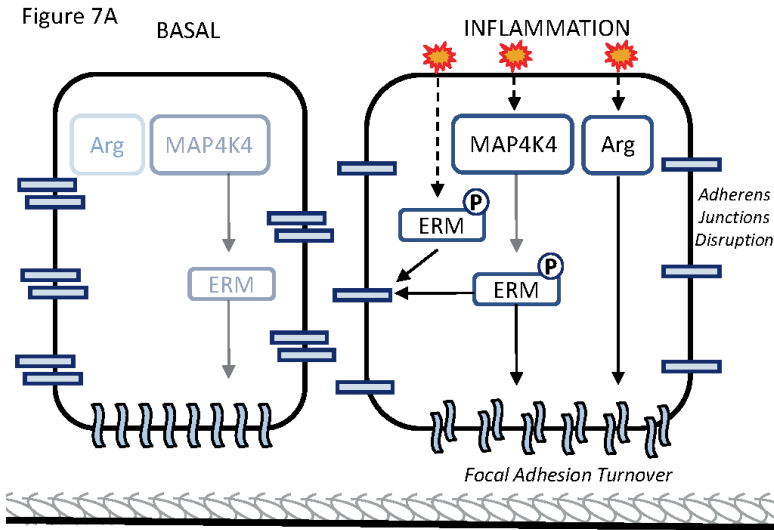 Figure 7A
BASAL
INFLAMMATION
Arg
MAP4K4
ERM
MAP4K4
Arg
P
ERM
P
ERM
Adherens
Junctions
Disruption
Focal Adhesion Turnover